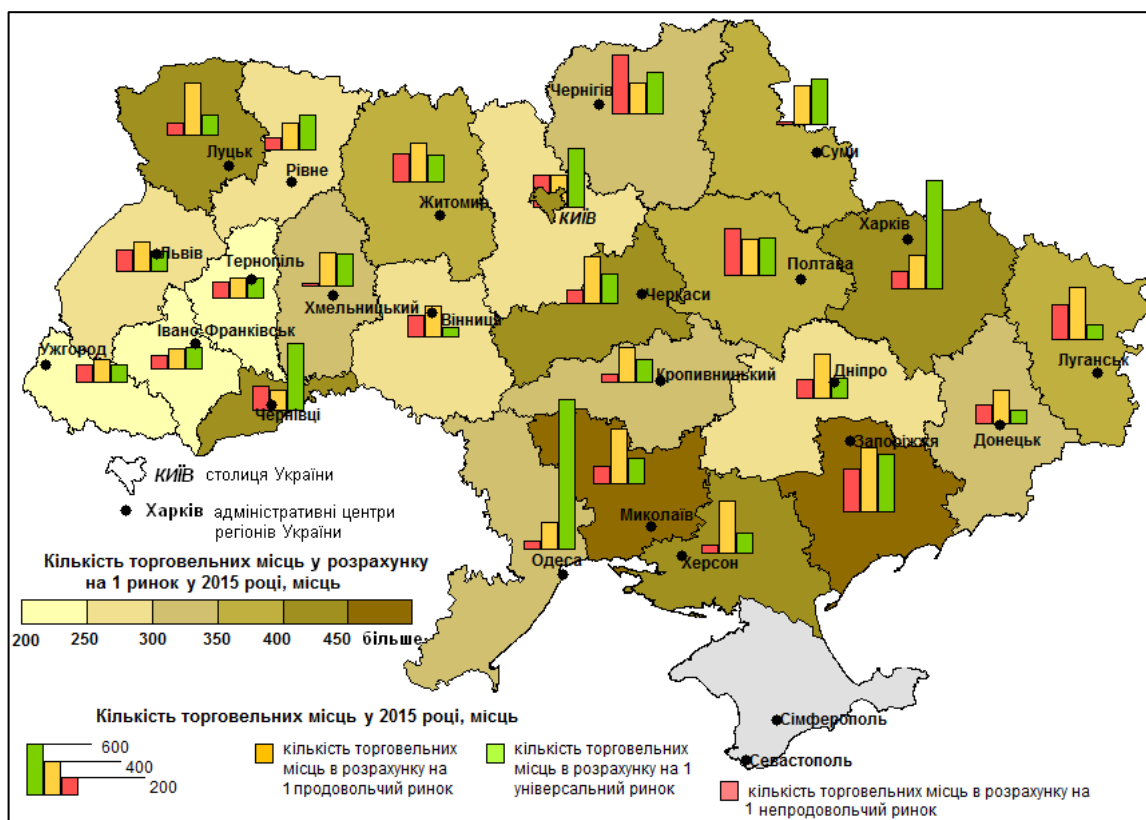 Чернігів
Суми
Луцьк
Рівне
Житомир
КИЇВ
Харків
Львів
Тернопіль
Хмельницький
Вінниця
Черкаси
Полтава
Луганськ
Івано-Франківськ
Ужгород
Чернівці
Кропивницький
Дніпро
Донецьк
Запоріжжя
Миколаїв
Одеса
Херсон
Сімферополь
Севастополь
КИЇВ столиця України
Харків адміністративні центри
регіонів України
Кількість торговельних місць у розрахунку
на 1 ринок у 2015 році, місць
200 250 300 350 400 450 більше
Кількість торговельних місць у 2015 році, місць
600
400
200
кількість торговельних
місць в розрахунку на
1 продовольчий ринок
кількість торговельних
місць в розрахунку на 1
універсальний ринок
кількість торговельних місць в розрахунку на
1 непродовольчий ринок